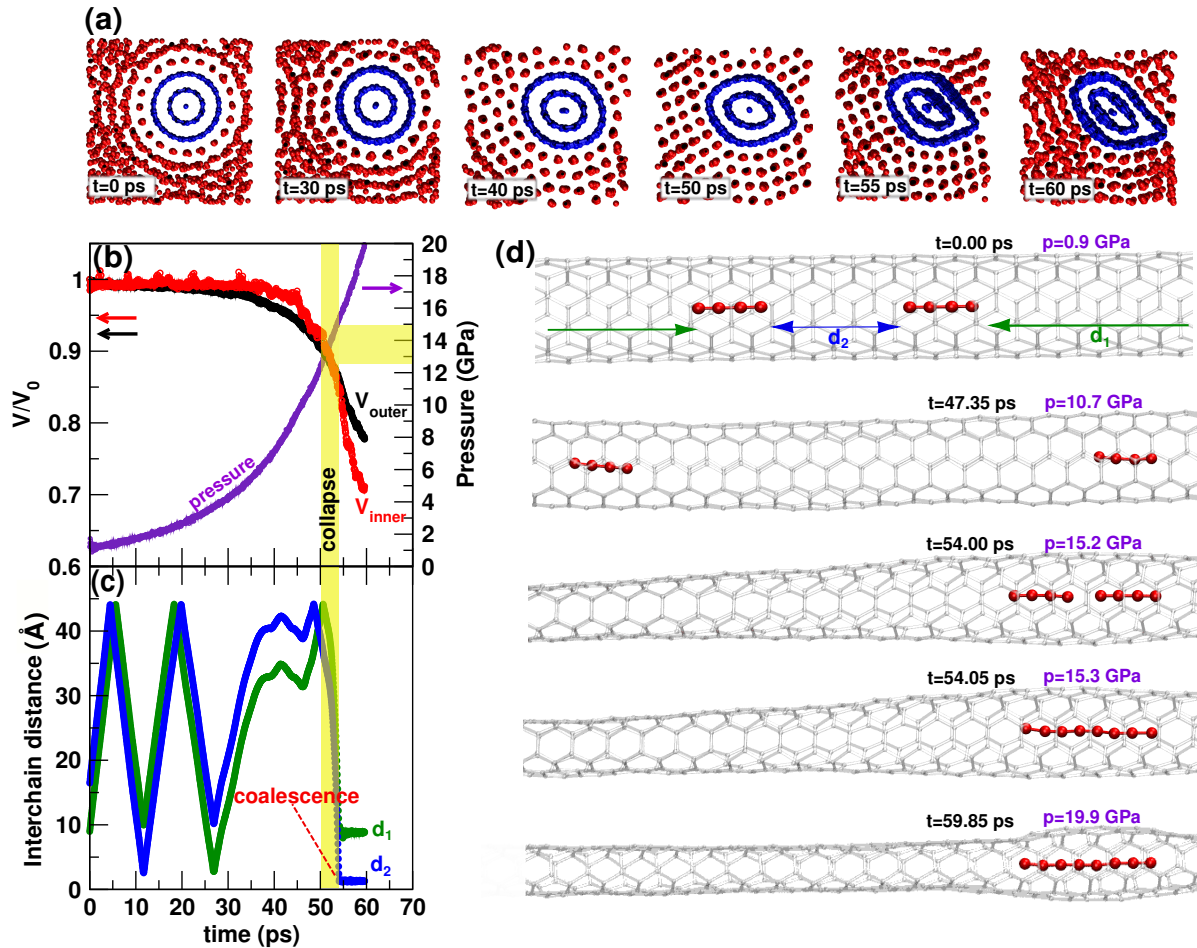 (a)
t=0 ps
t=30 ps
t=40 ps
t=50 ps
t=55 ps
t=60 ps
(b)
V/V0
1
0.9
0.8
0.7
0.6
20
18
16
14
12
10
8
6
4
2
0
Pressure (GPa)
pressure
Vouter
Vinner
collapse
(c)
Interchain distance (Å)
40
30
20
10
0
coalescence
d1
d2
0 10 20 30 40 50 60 70
time (ps)
(d)
t=0.00 ps p=0.9 GPa
d2
d1
t=47.35 ps p=10.7 GPa
t=54.00 ps p=15.2 GPa
t=54.05 ps p=15.3 GPa
t=59.85 ps p=19.9 GPa